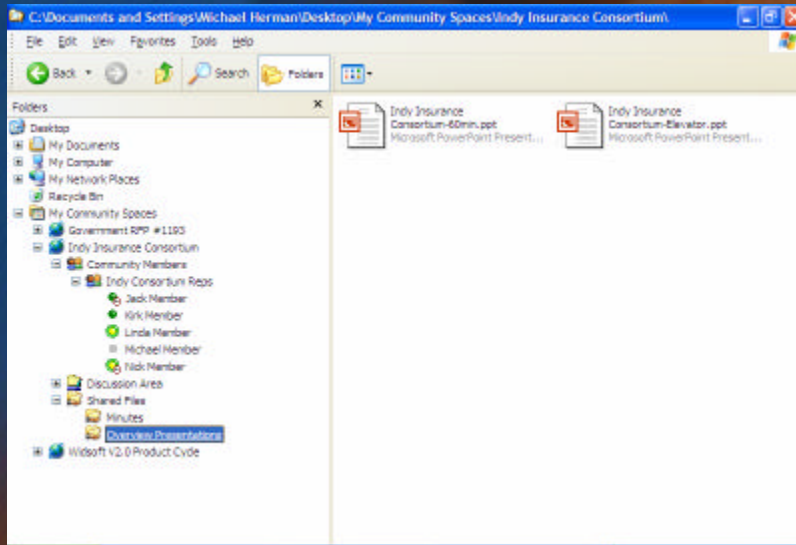 C:\Documents and Settings\Michael Herman\Desktop\My Community Spaces\Indy Insurance Consortium\
File Edit View Favorites Tools Help
Back Search Folders
Folders
Desktop
My Documents
My Computer
My Network Places
Recycle Bin
My Community Spaces
Government RFP #1193
Indy Insurance Consortium
Community Members
Indy Consortium Reps
Jack Member
Kirk Member
Linda Member
Michael Member
Nick Member
Discussion Area
Shared Files
Minutes
Overview Presentations
Widsoft V2.0 Product Cycle
Indy Insurance
Consortium-60min.ppt
Microsoft PowerPoint Present...
Indy Insurance
Consortium-Elevator.ppt
Microsoft PowerPoint Present...